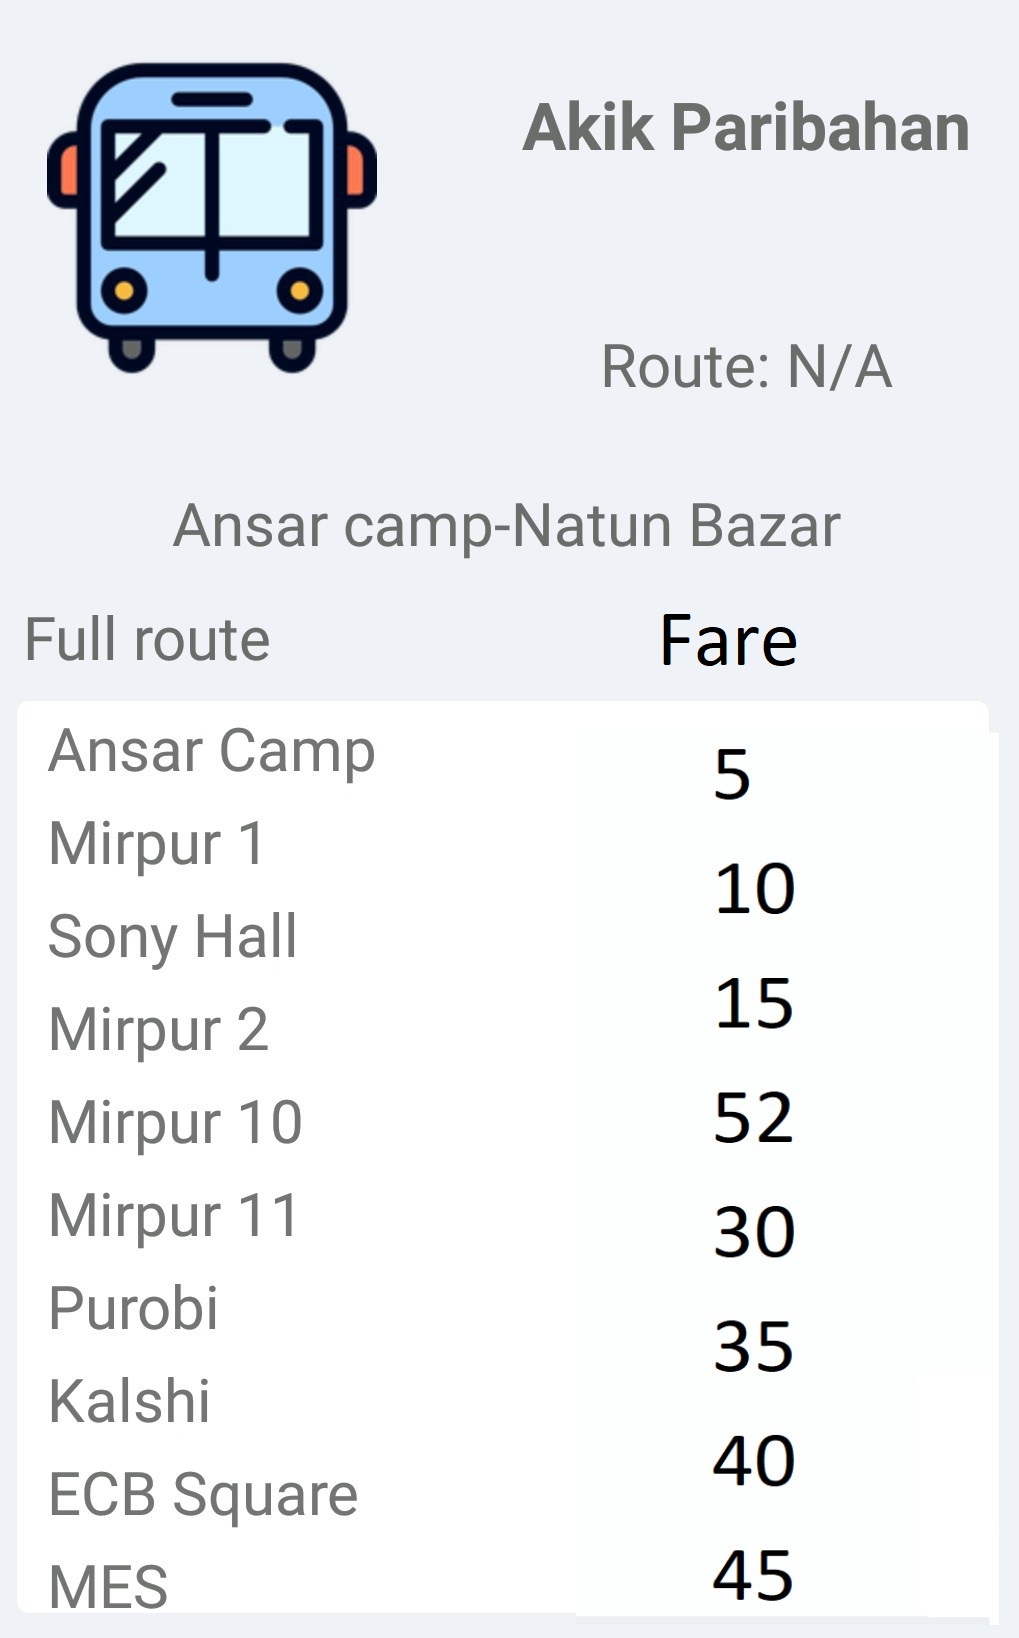 Akik Paribahan
Route: N/A
Ansar camp-Natun Bazar
Full route Fare
Ansar Camp
5
Mirpur 1
10
Sony Hall
15
Mirpur 2
52
Mirpur 10
30
Mirpur 11
35
Purobi
Kalshi
40
ECB Square
45
MES